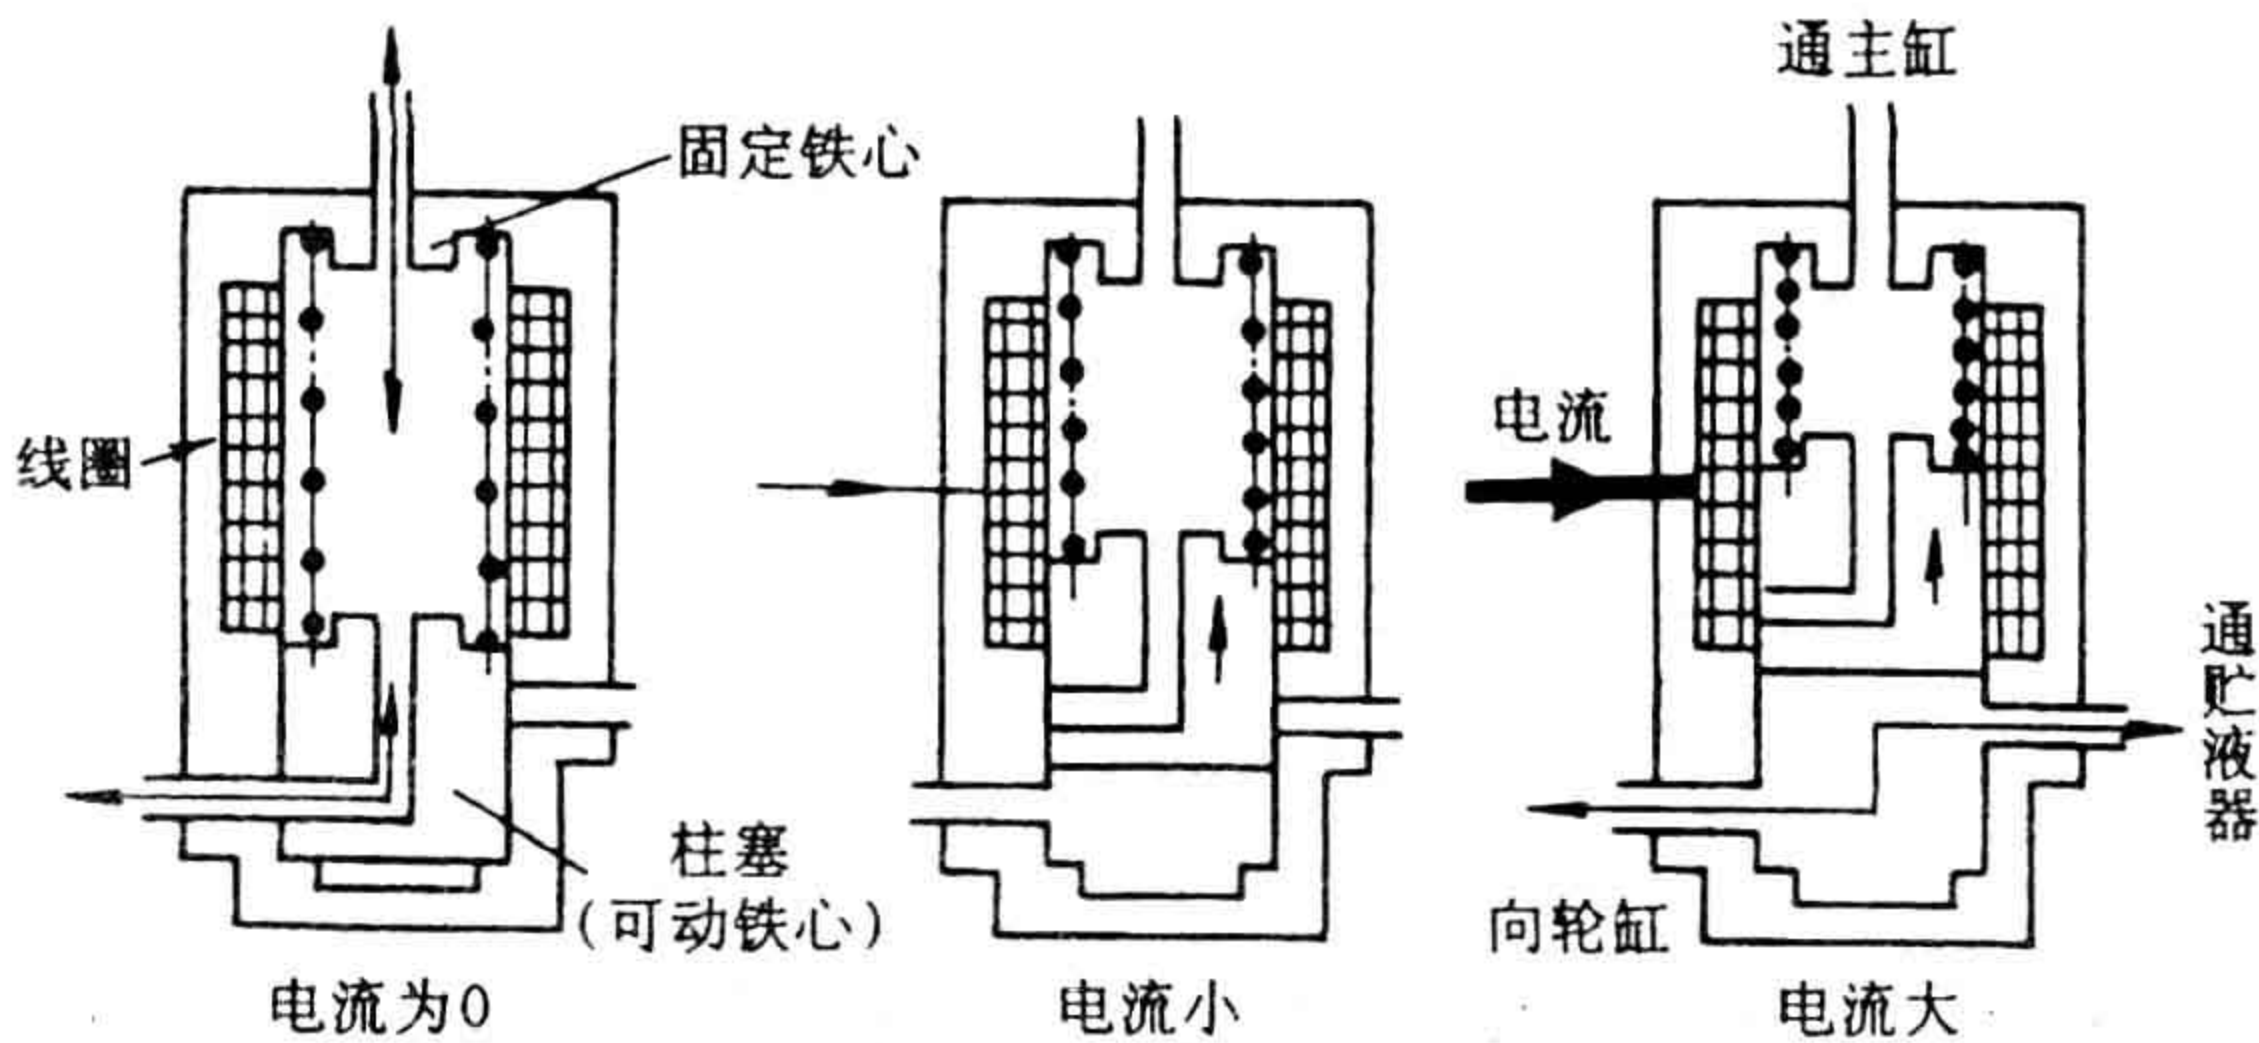 通主缸
固定铁心
线圈
电流
通贮液器
柱塞
(可动铁心)
向轮缸
电流为0
电流小
电流大